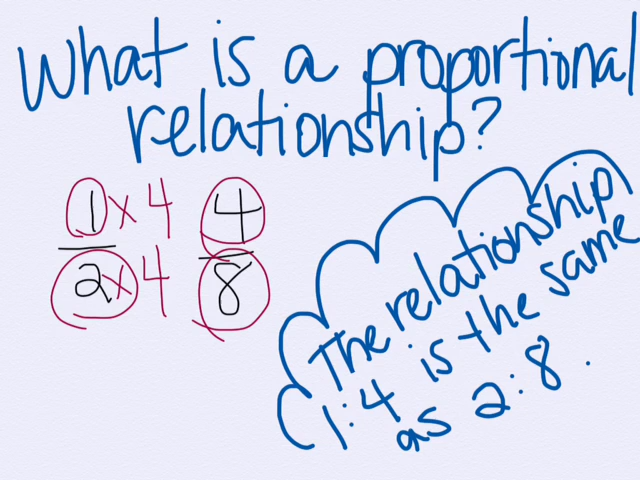 What is a proportional
relationship?
1 x 4 4
2 x 4 8
The relationship
1:4 is the same
as 2:8.